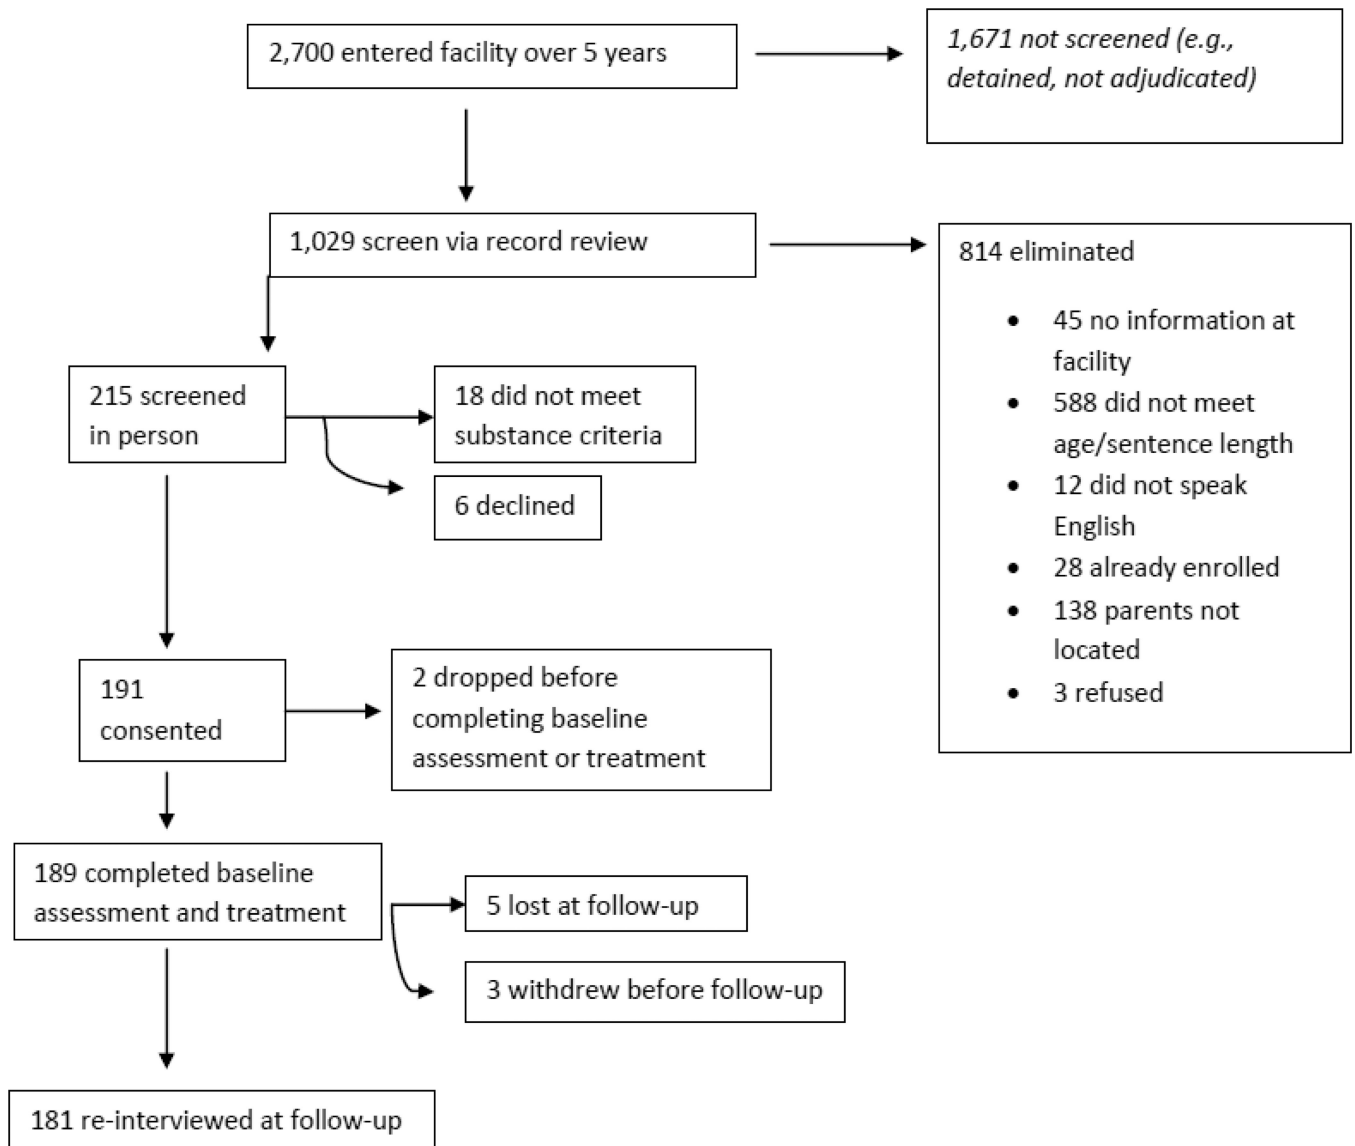 2,700 entered facility over 5 years
1,671 not screened (e.g.,
detained, not adjudicated)
1,029 screen via record review
814 eliminated
• 45 no information at
facility
• 588 did not meet
age/sentence length
• 12 did not speak
English
• 28 already enrolled
• 138 parents not
located
• 3 refused
215 screened
in person
18 did not meet
substance criteria
6 declined
191
consented
2 dropped before
completing baseline
assessment or treatment
189 completed baseline
assessment and treatment
5 lost at follow-up
3 withdrew before follow-up
181 re-interviewed at follow-up